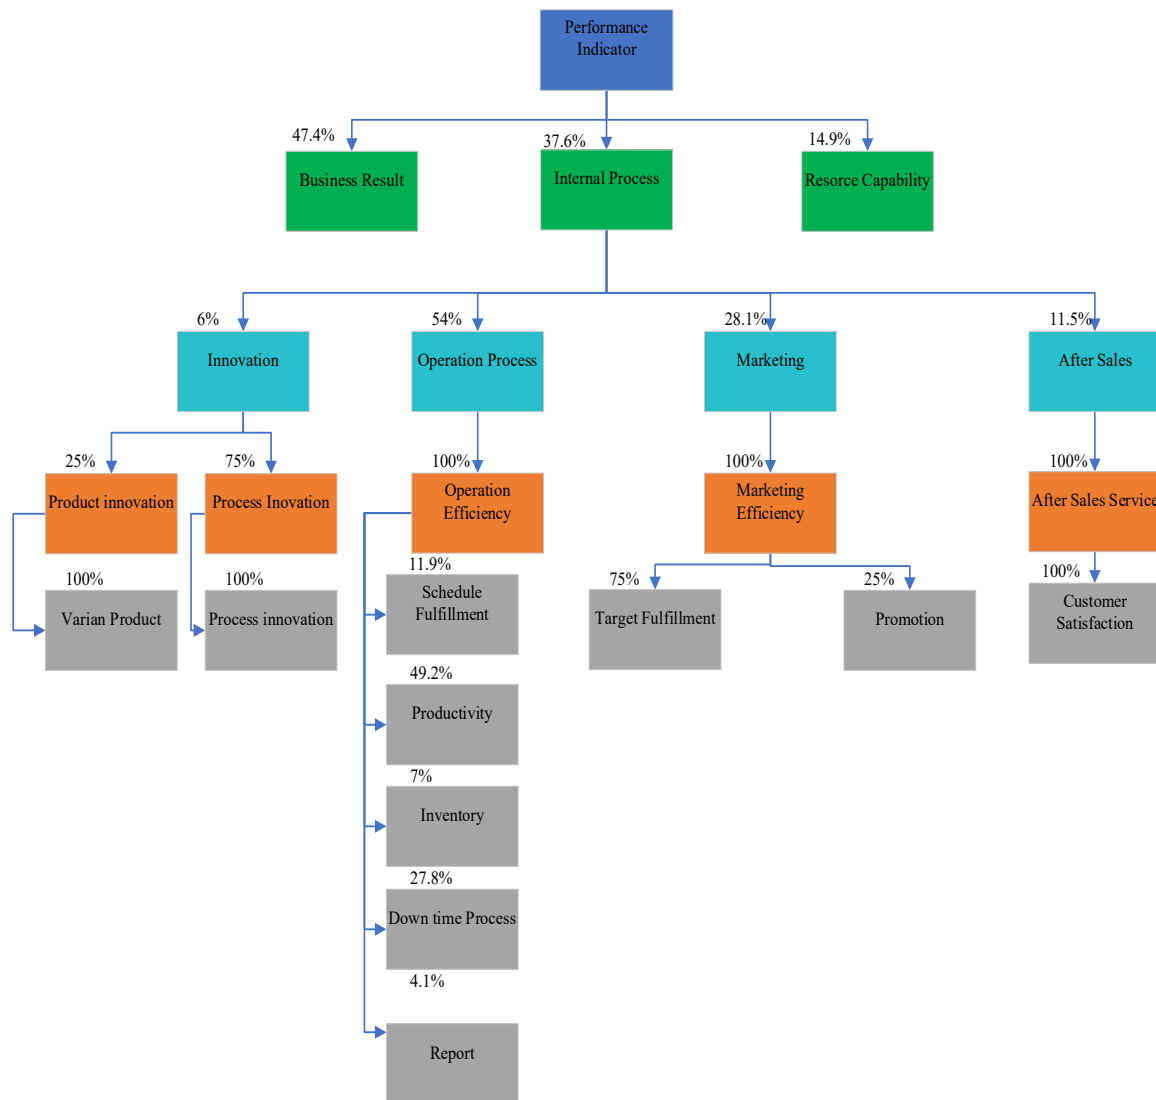 Performance
Indicator
47.4%
37.6%
14.9%
Business Result
Internal Process
Resorce Capability
6%
54%
28.1%
11.5%
Innovation
Operation Process
Marketing
After Sales
25%
75%
100%
100%
100%
Product innovation
Process Inovation
Operation
Efficiency
Marketing
Efficiency
After Sales Service
100%
100%
11.9%
75%
25%
100%
Varian Product
Process innovation
Schedule
Fulfillment
Target Fulfillment
Promotion
Customer
Satisfaction
49.2%
Productivity
7%
Inventory
27.8%
Down time Process
4.1%
Report